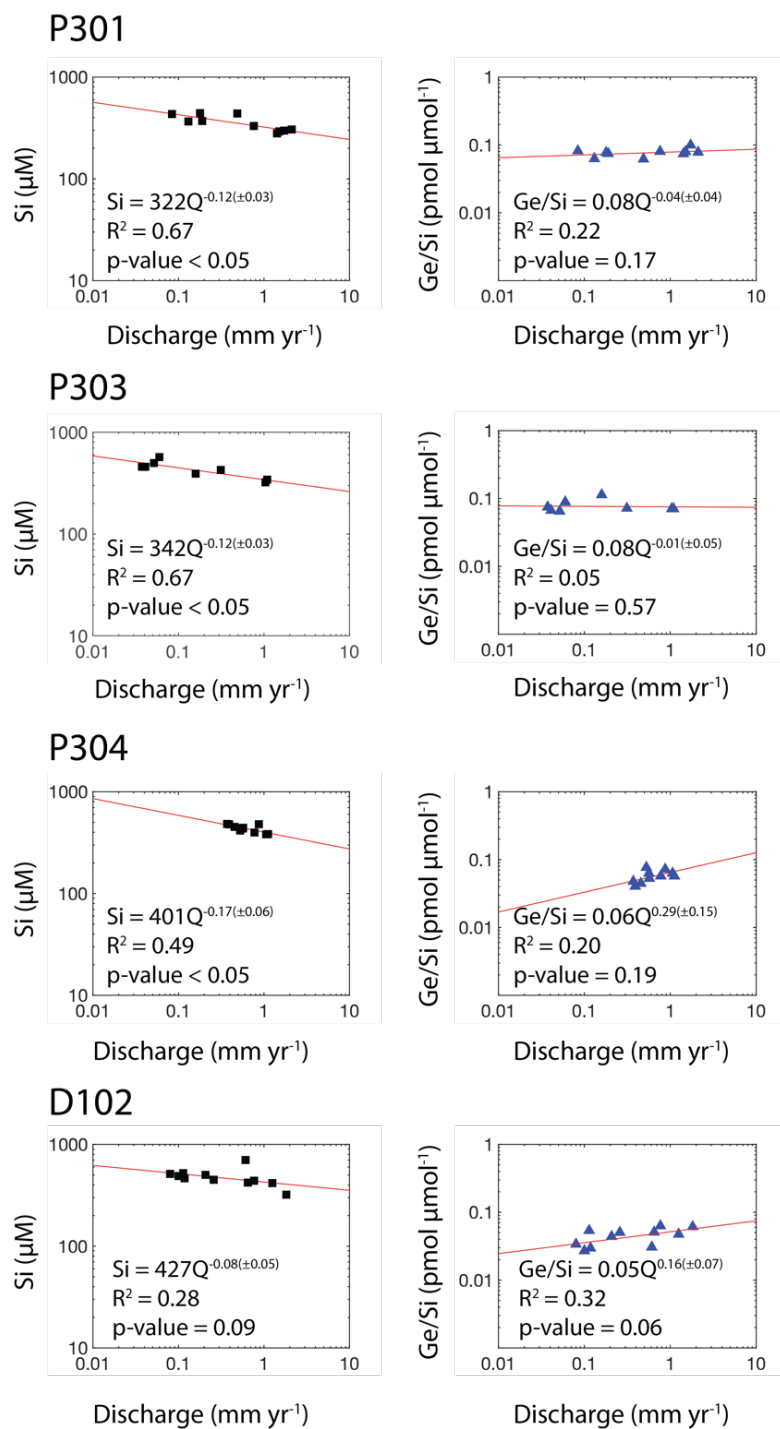 P301
1000
100
10
0.01 0.1 1 10
Si (μM)
Discharge (mm yr⁻¹)
Si = 322Q⁻⁰·¹²⁽±⁰·⁰³⁾
R² = 0.67
p-value < 0.05
1
0.1
0.01
0.01 0.1 1 10
Ge/Si (pmol μmol⁻¹)
Discharge (mm yr⁻¹)
Ge/Si = 0.08Q⁻⁰·⁰⁴⁽±⁰·⁰⁴⁾
R² = 0.22
p-value = 0.17
P303
1000
100
10
0.01 0.1 1 10
Si (μM)
Discharge (mm yr⁻¹)
Si = 342Q⁻⁰·¹²⁽±⁰·⁰³⁾
R² = 0.67
p-value < 0.05
1
0.1
0.01
0.01 0.1 1 10
Ge/Si (pmol μmol⁻¹)
Discharge (mm yr⁻¹)
Ge/Si = 0.08Q⁻⁰·⁰¹⁽±⁰·⁰⁵⁾
R² = 0.05
p-value = 0.57
P304
1000
100
10
0.01 0.1 1 10
Si (μM)
Discharge (mm yr⁻¹)
Si = 401Q⁻⁰·¹⁷⁽±⁰·⁰⁶⁾
R² = 0.49
p-value < 0.05
1
0.1
0.01
0.01 0.1 1 10
Ge/Si (pmol μmol⁻¹)
Discharge (mm yr⁻¹)
Ge/Si = 0.06Q⁰·²⁹⁽±⁰·¹⁵⁾
R² = 0.20
p-value = 0.19
D102
1000
100
10
0.01 0.1 1 10
Si (μM)
Discharge (mm yr⁻¹)
Si = 427Q⁻⁰·⁰⁸⁽±⁰·⁰⁵⁾
R² = 0.28
p-value = 0.09
1
0.1
0.01
0.01 0.1 1 10
Ge/Si (pmol μmol⁻¹)
Discharge (mm yr⁻¹)
Ge/Si = 0.05Q⁰·¹⁶⁽±⁰·⁰⁷⁾
R² = 0.32
p-value = 0.06